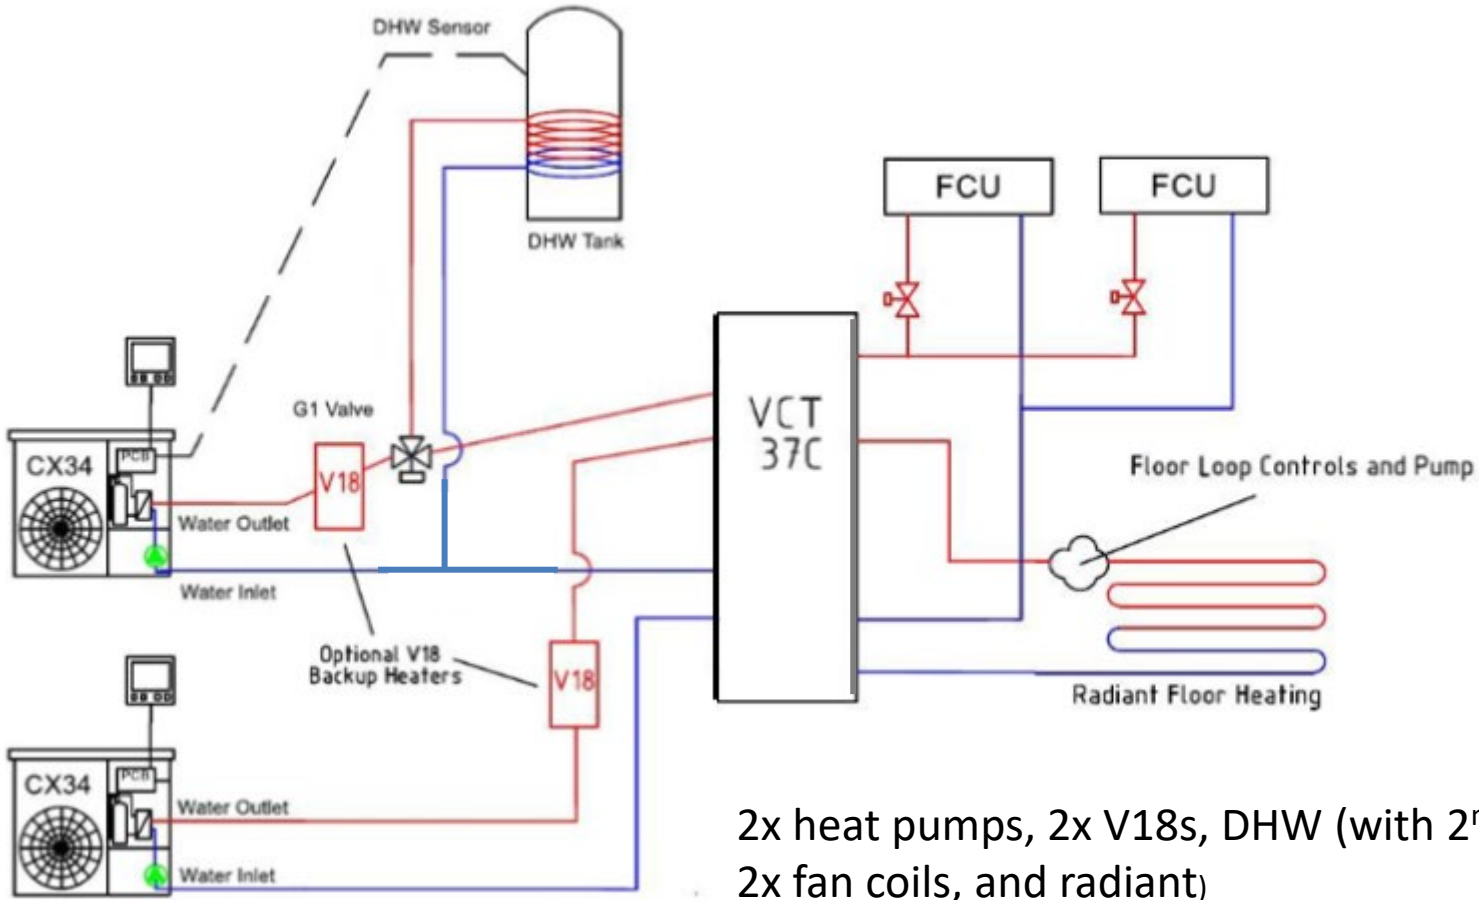 DHW Sensor
DHW Tank
FCU
FCU
G1 Valve
VCT
37C
CX34
PCB
V18
Water Outlet
Water Inlet
Floor Loop Controls and Pump
Optional V18
Backup Heaters
V18
Radiant Floor Heating
CX34
PCB
Water Outlet
Water Inlet
2x heat pumps, 2x V18s, DHW (with
2x fan coils, and radiant)